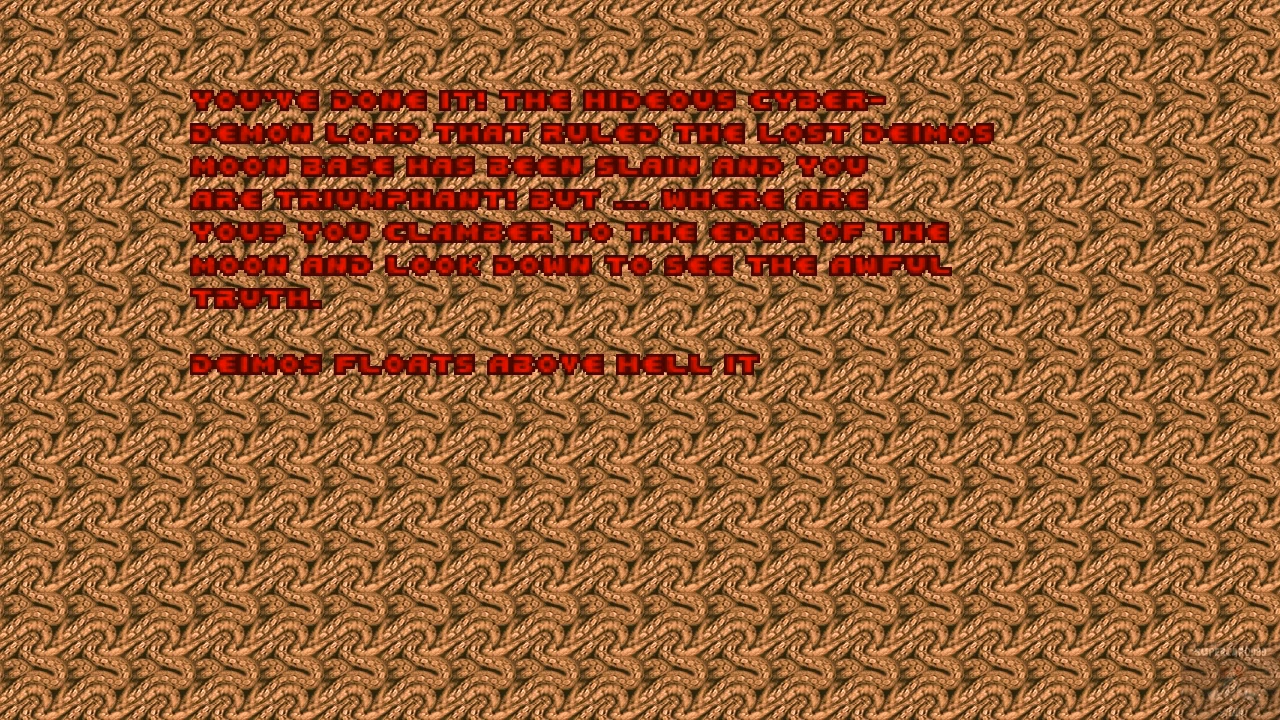 YOU'VE DONE IT! THE HIDEOUS CYBER-
DEMON LORD THAT RULED THE LOST DEIMOS
MOON BASE HAS BEEN SLAIN AND YOU
ARE TRIUMPHANT! BUT ... WHERE ARE
YOU? YOU CLAMBER TO THE EDGE OF THE
MOON AND LOOK DOWN TO SEE THE AWFUL
TRUTH.
DEIMOS FLOATS ABOVE HELL IT